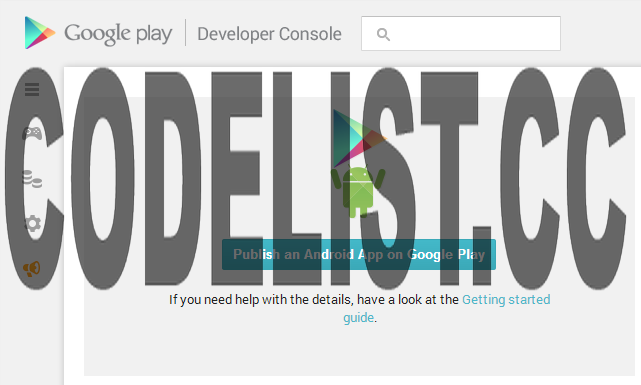 Google play Developer Console
CODELIST.CC
Publish an Android App on Google Play
If you need help with the details, have a look at the Getting started
guide.